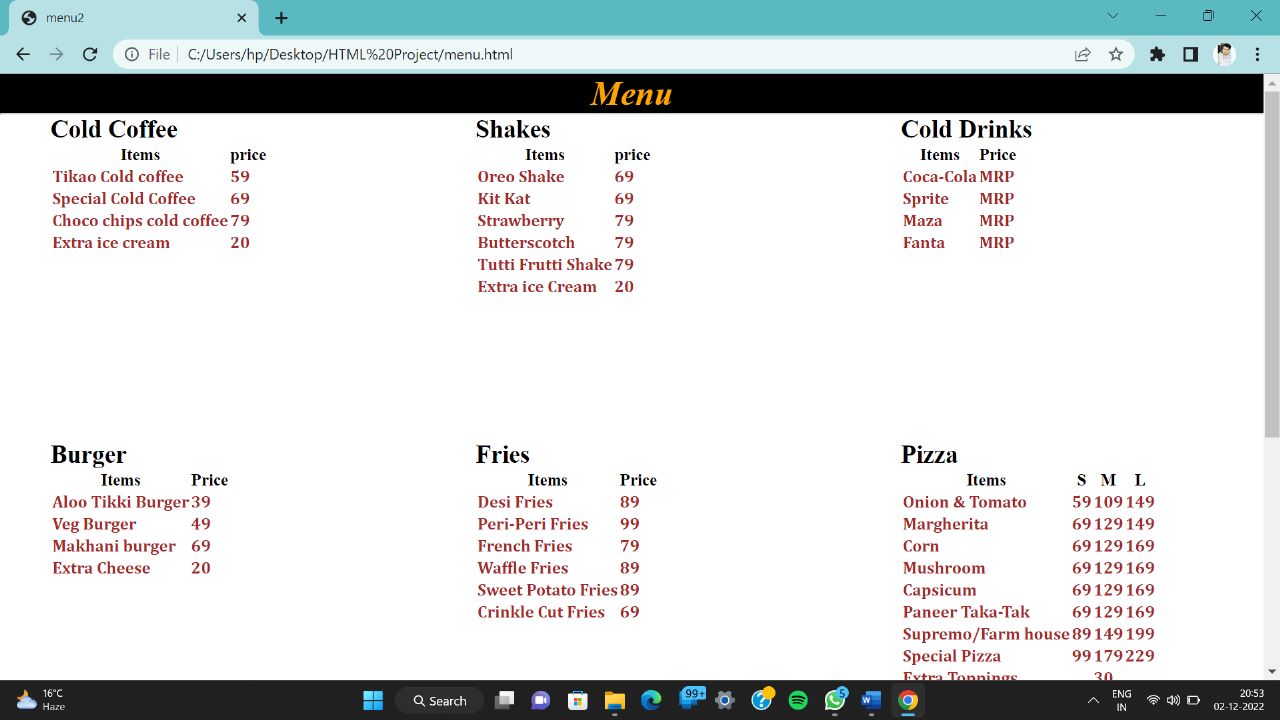 menu2
File C:/Users/hp/Desktop/HTML%20Project/menu.html
Menu
Cold Coffee
Items price
Tikao Cold coffee 59
Special Cold Coffee 69
Choco chips cold coffee 79
Extra ice cream 20
Shakes
Items price
Oreo Shake 69
Kit Kat 69
Strawberry 79
Butterscotch 79
Tutti Frutti Shake 79
Extra ice Cream 20
Cold Drinks
Items Price
Coca-Cola MRP
Sprite MRP
Maza MRP
Fanta MRP
Burger
Items Price
Aloo Tikki Burger 39
Veg Burger 49
Makhani burger 69
Extra Cheese 20
Fries
Items Price
Desi Fries 89
Peri-Peri Fries 99
French Fries 79
Waffle Fries 89
Sweet Potato Fries 89
Crinkle Cut Fries 69
Pizza
Items S M L
Onion & Tomato 59 109 149
Margherita 69 129 149
Corn 69 129 169
Mushroom 69 129 169
Capsicum 69 129 169
Paneer Taka-Tak 69 129 169
Supremo/Farm house 89 149 199
Special Pizza 99 179 229
Extra Toppings 30
16°C
Haze
Search
99+
5
ENG
IN
20:53
02-12-2022